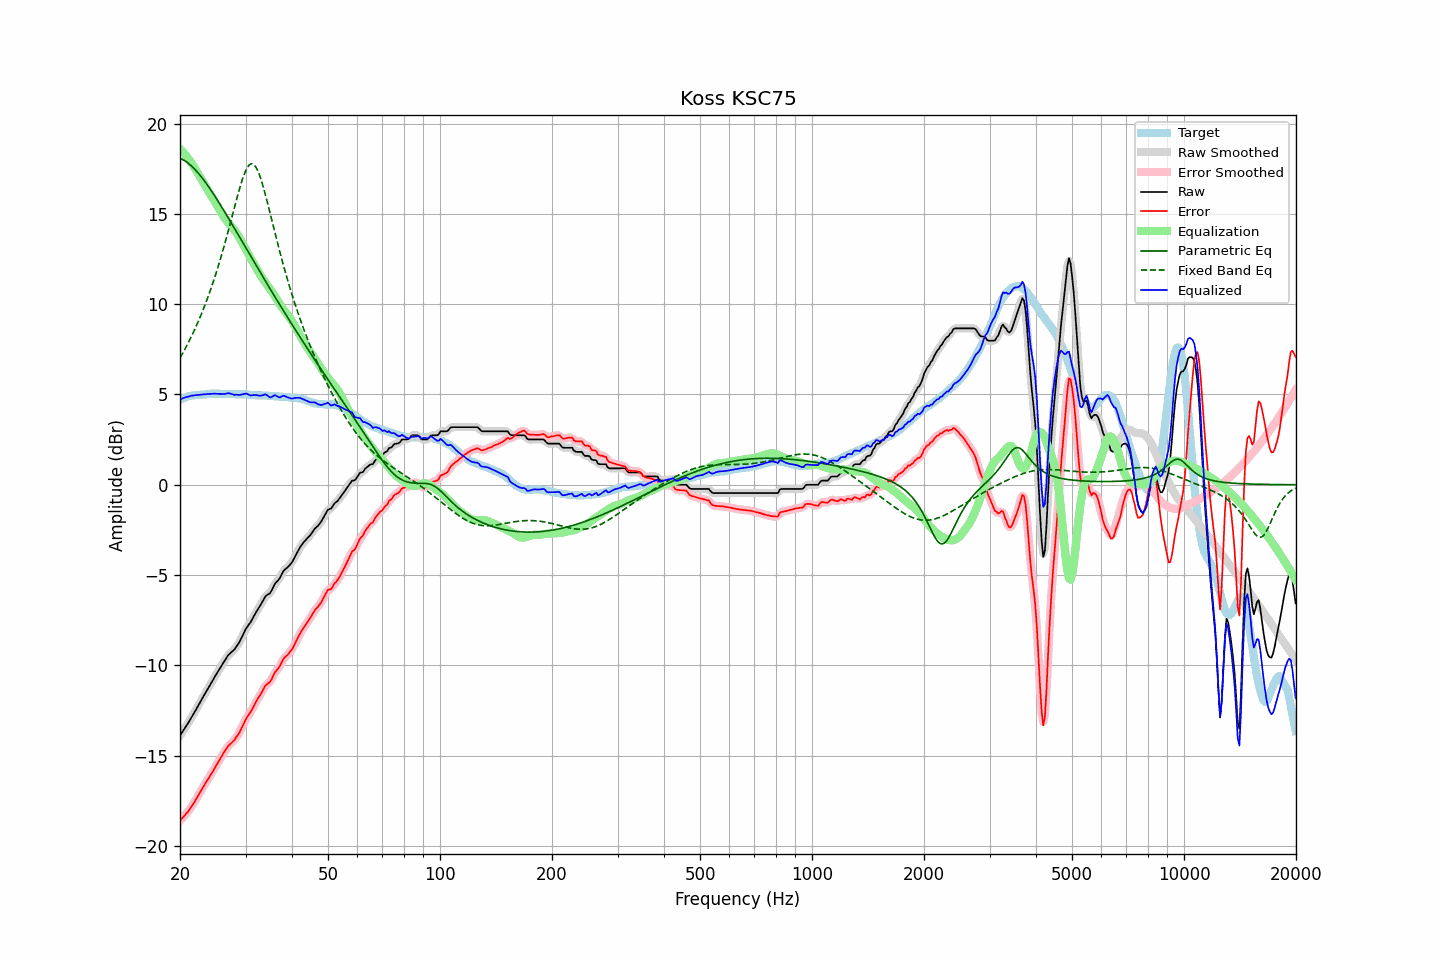 Koss KSC75
20
15
10
5
0
−5
−10
−15
−20
Amplitude (dBr)
20
50
100
200
500
1000
2000
5000
10000
20000
Frequency (Hz)
Target
Raw Smoothed
Error Smoothed
Raw
Error
Equalization
Parametric Eq
Fixed Band Eq
Equalized